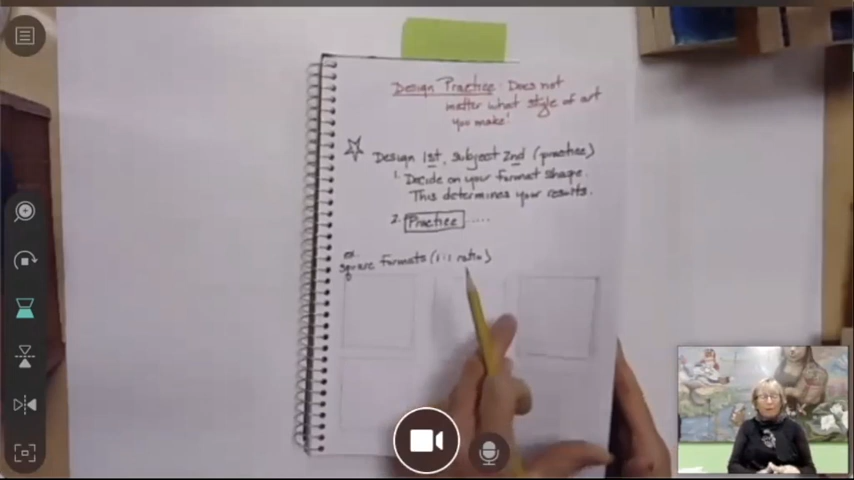 Design Practice: Does not
matter what style of art
you make!
Design 1st, subject 2nd (practice)
1. Decide on your format shape.
This determines your results.
2. Practice.....
ex.
square formats (1:1 ratio)